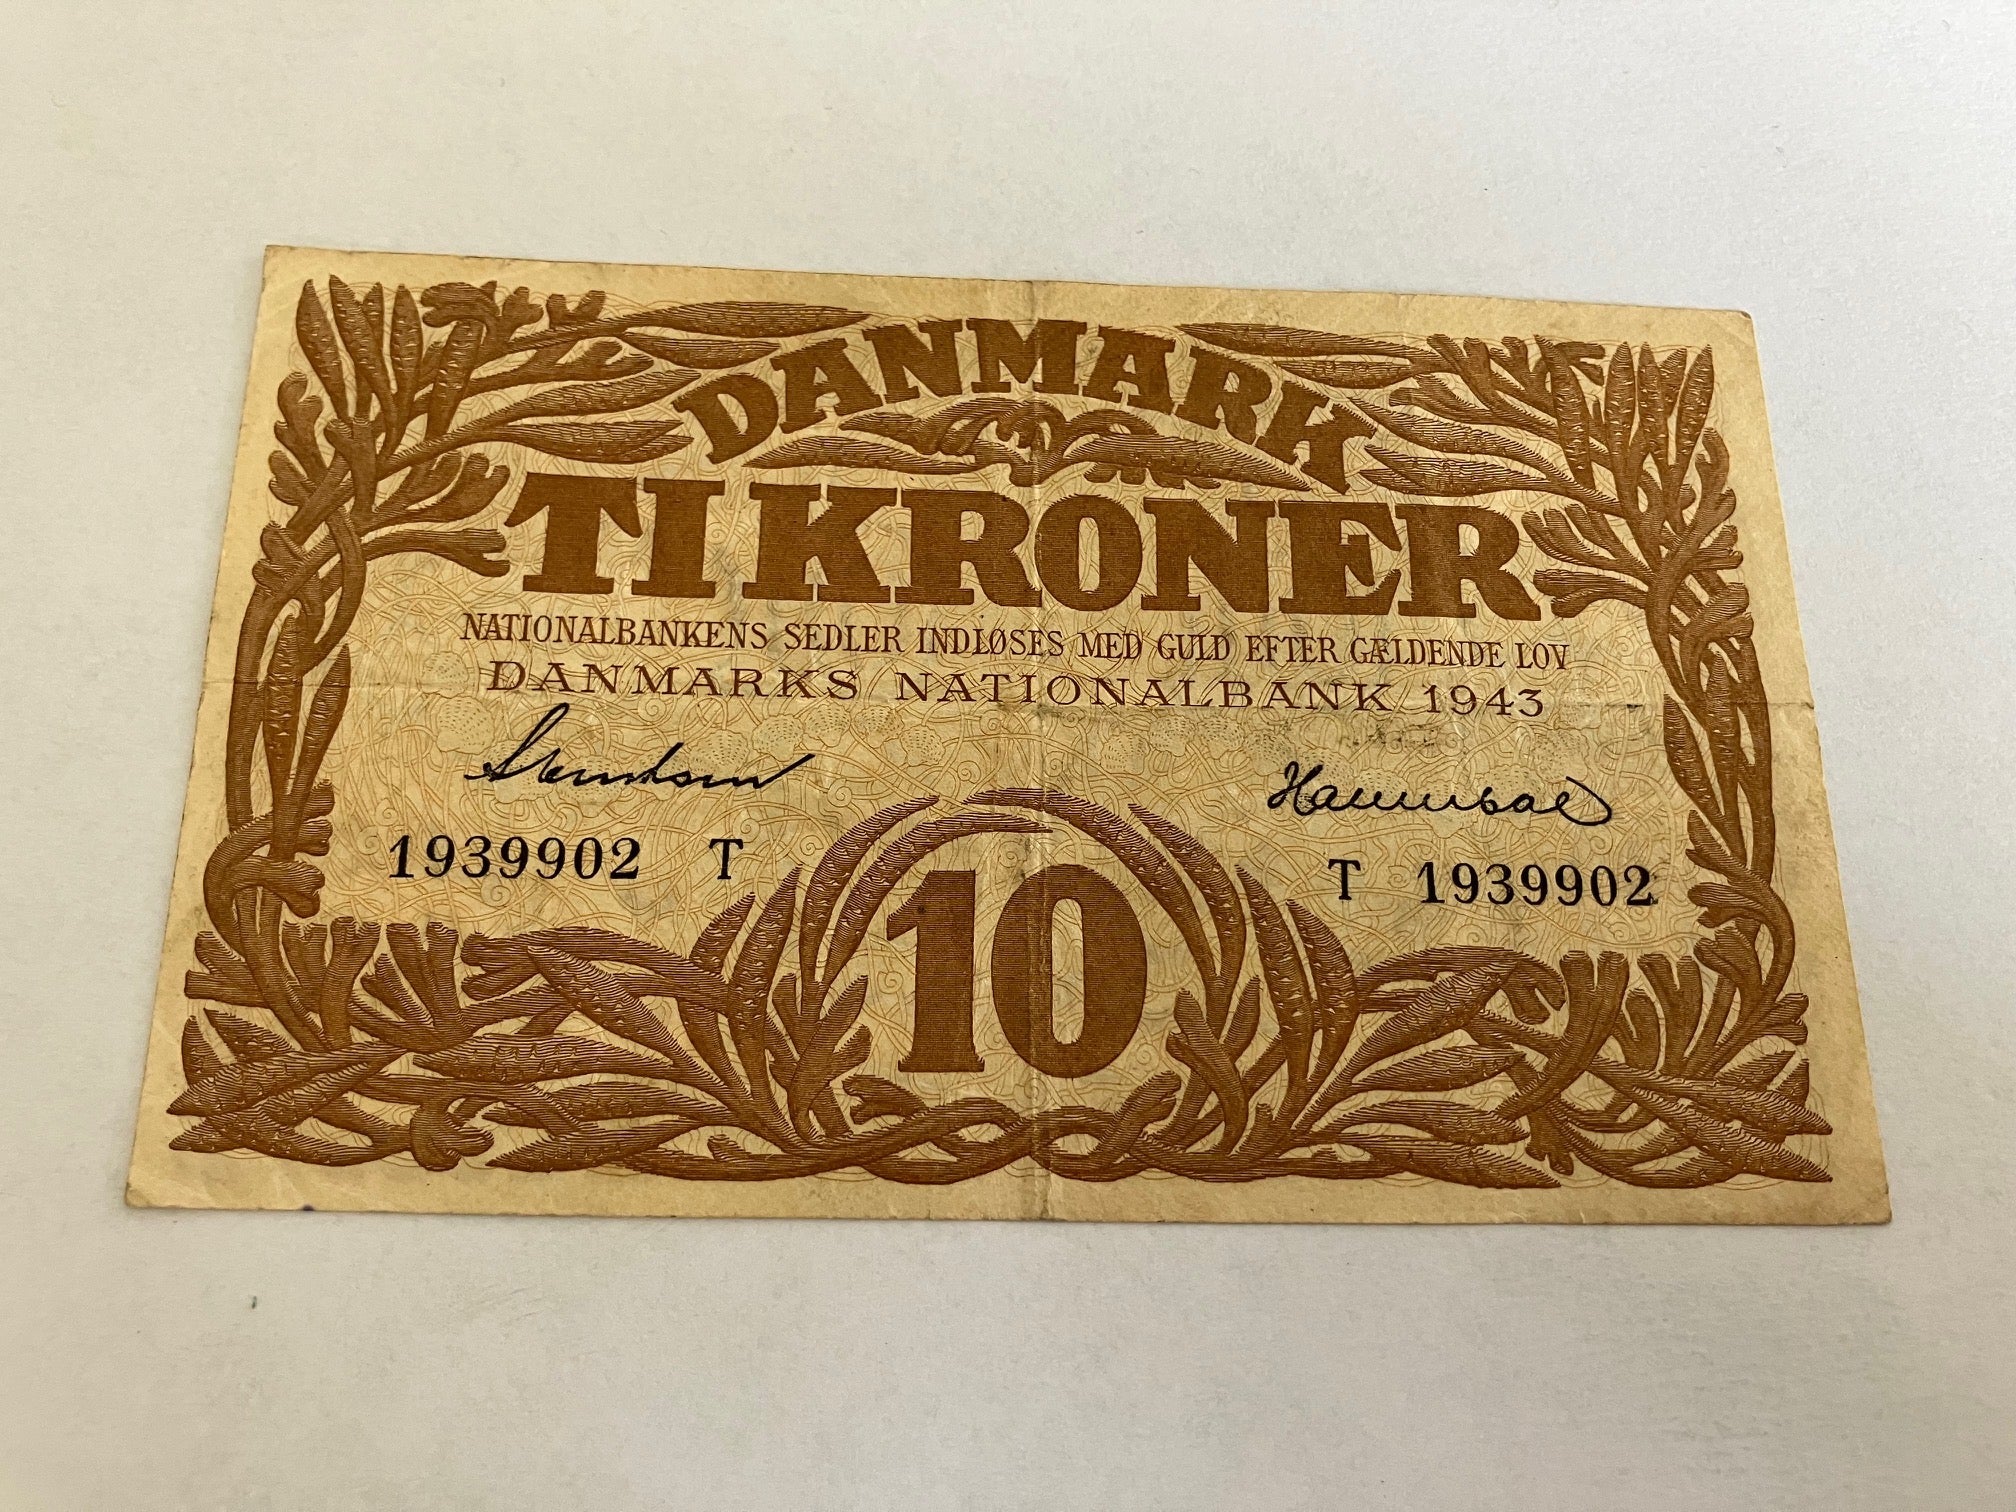 DANMARK
TI KRONER
NATIONALBANKENS SEDLER INDLØSES MED GULD EFTER GÆLDENDE LOV
DANMARKS NATIONALBANK 1943
1939902 T T 1939902
10